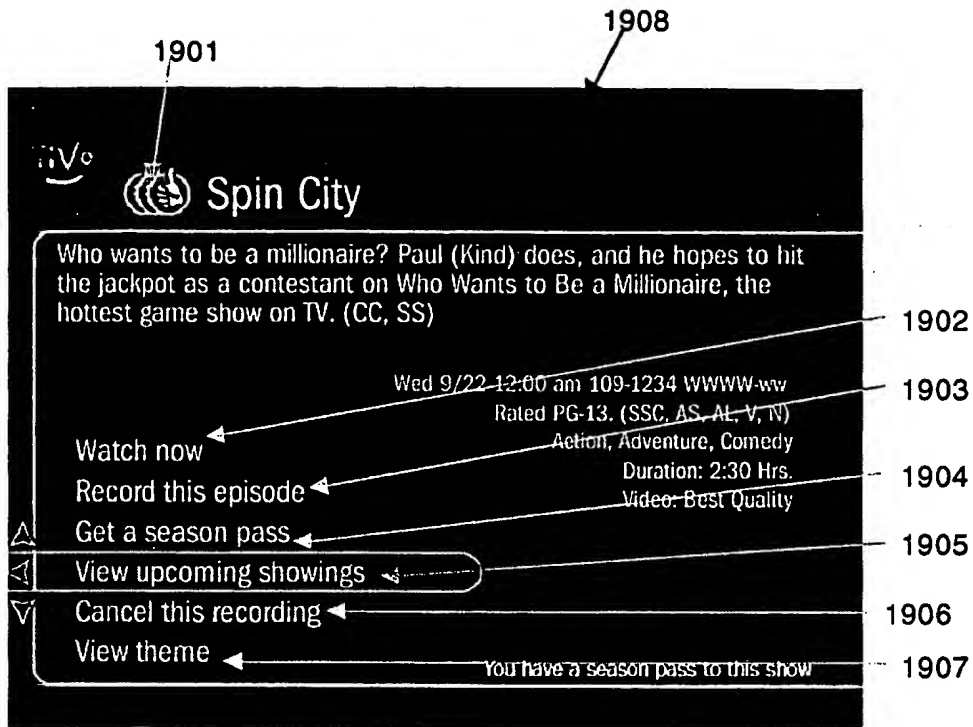 1908
1901
TiVo
Spin City
Who wants to be a millionaire? Paul (Kind) does, and he hopes to hit
the jackpot as a contestant on Who Wants to Be a Millionaire, the
hottest game show on TV. (CC, SS)
1902
Wed 9/22 12:00 am 109-1234 WWWW-ww
1903
Rated PG-13. (SSC, AS, AL, V, N)
Action, Adventure, Comedy
Watch now
Duration: 2:30 Hrs.
1904
Record this episode
Video: Best Quality
Get a season pass
1905
View upcoming showings
Cancel this recording
1906
View theme
You have a season pass to this show
1907